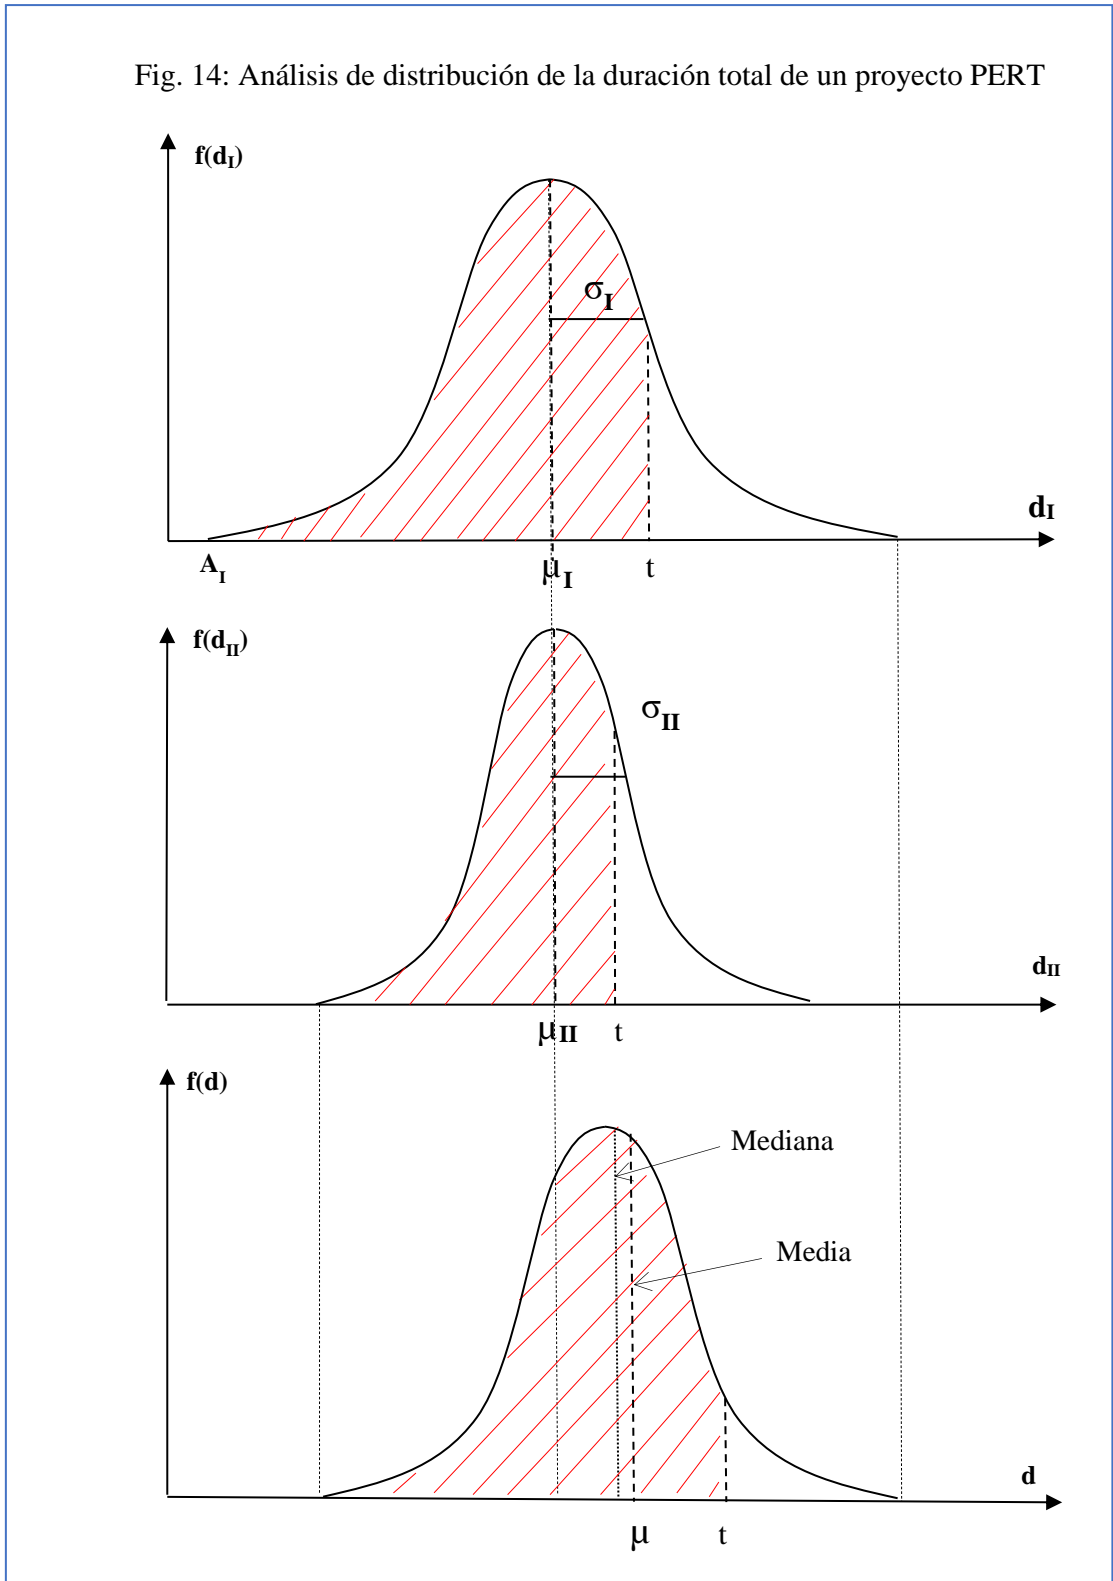 Fig. 14: Análisis de distribución de la duración total de un proyecto PERT
f(dI)
σI
dI
AI
μI
t
f(dII)
σII
dII
μII
t
f(d)
Mediana
Media
d
μ
t